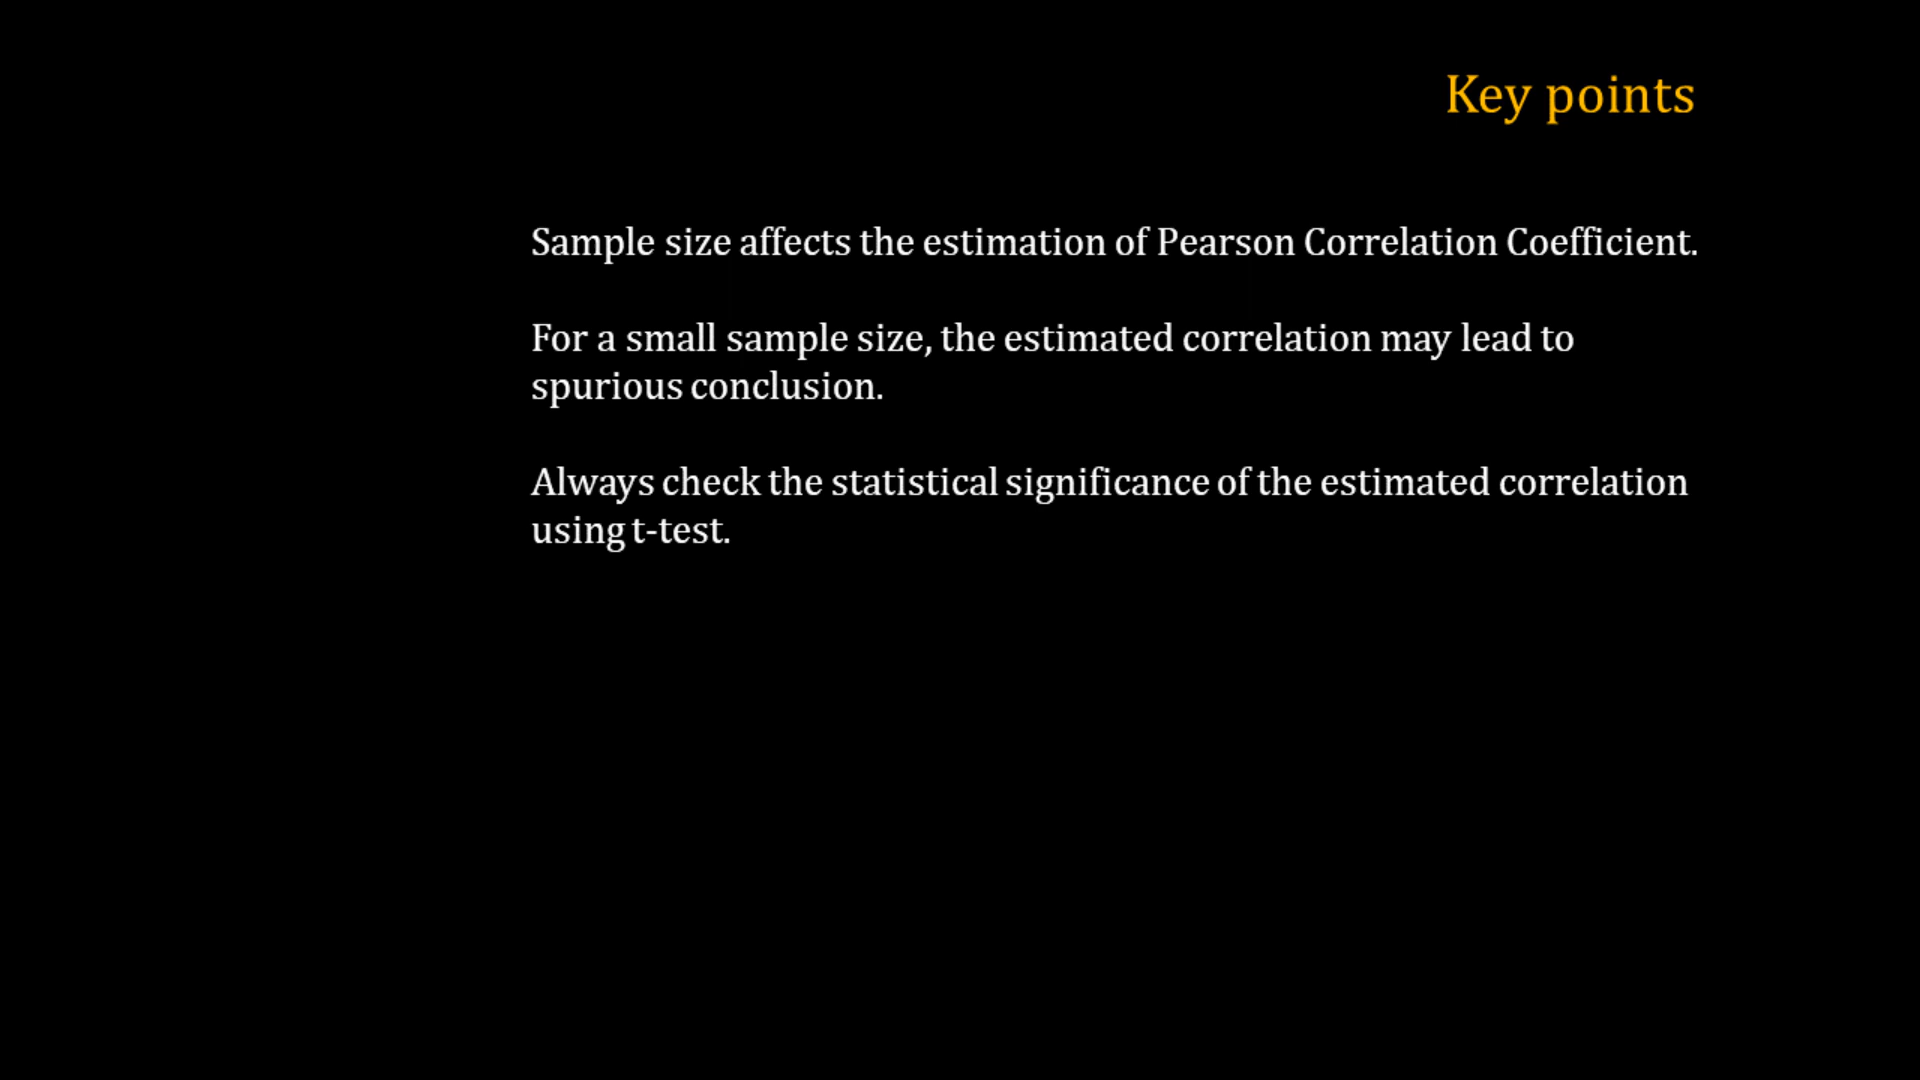 Key points
Sample size affects the estimation of Pearson Correlation Coefficient.
For a small sample size, the estimated correlation may lead to
spurious conclusion.
Always check the statistical significance of the estimated correlation
using t-test.